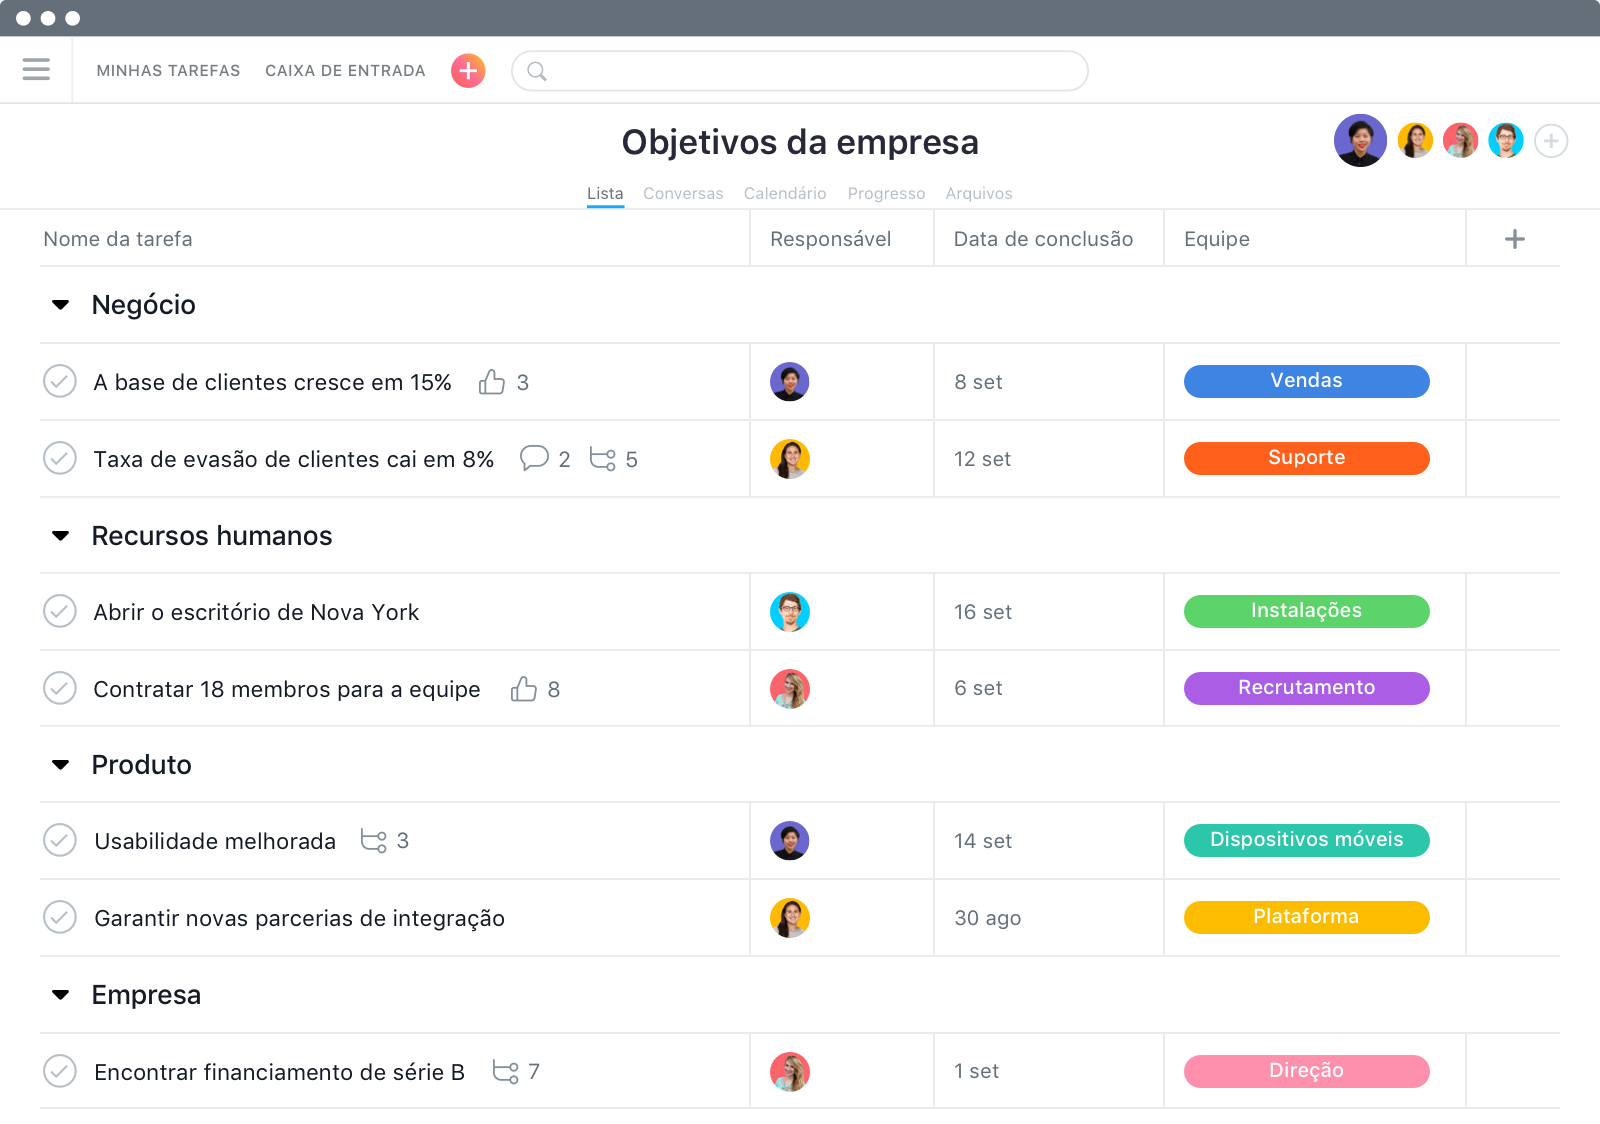 MINHAS TAREFAS CAIXA DE ENTRADA
Objetivos da empresa
Lista Conversas Calendário Progresso Arquivos
Nome da tarefa Responsável Data de conclusão Equipe
Negócio
A base de clientes cresce em 15% 3 8 set Vendas
Taxa de evasão de clientes cai em 8% 2 5 12 set Suporte
Recursos humanos
Abrir o escritório de Nova York 16 set Instalações
Contratar 18 membros para a equipe 8 6 set Recrutamento
Produto
Usabilidade melhorada 3 14 set Dispositivos móveis
Garantir novas parcerias de integração 30 ago Plataforma
Empresa
Encontrar financiamento de série B 7 1 set Direção